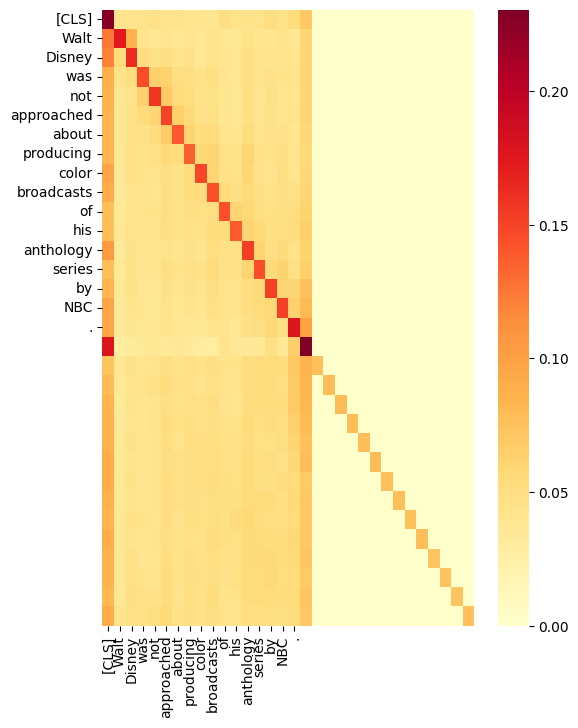 [CLS]
Walt
Disney
was
not
approached
about
producing
color
broadcasts
of
his
anthology
series
by
NBC
.
0.20
0.15
0.10
0.05
0.00
[CLS]
Walt
Disney
was
not
approached
about
producing
color
broadcasts
of
his
anthology
series
by
NBC
.